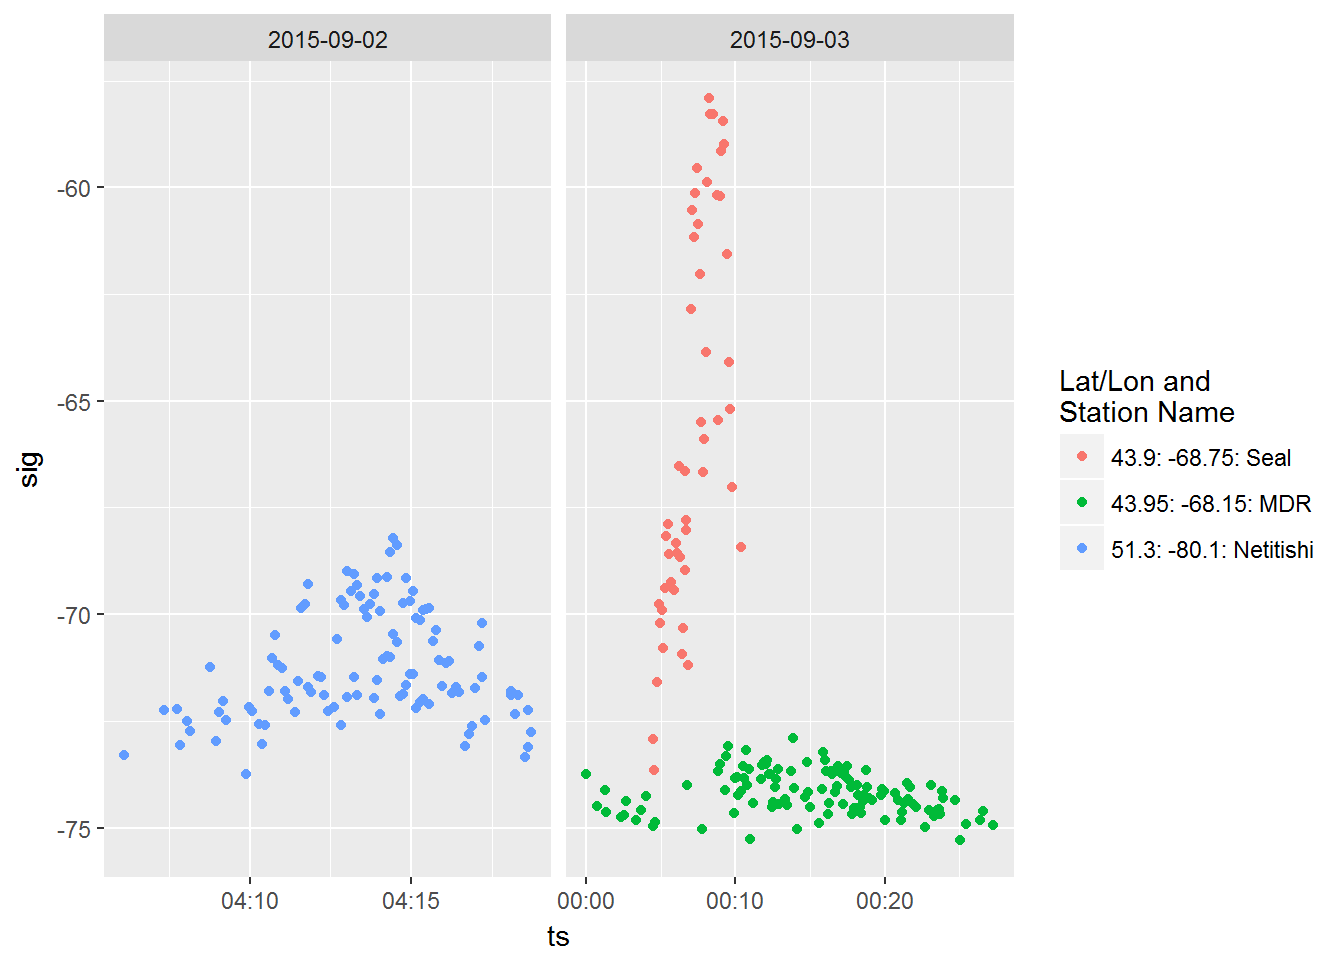 2015-09-02
2015-09-03
-60
-65
-70
-75
sig
04:10
04:15
00:00
00:10
00:20
ts
Lat/Lon and
Station Name
43.9: -68.75: Seal
43.95: -68.15: MDR
51.3: -80.1: Netitishi